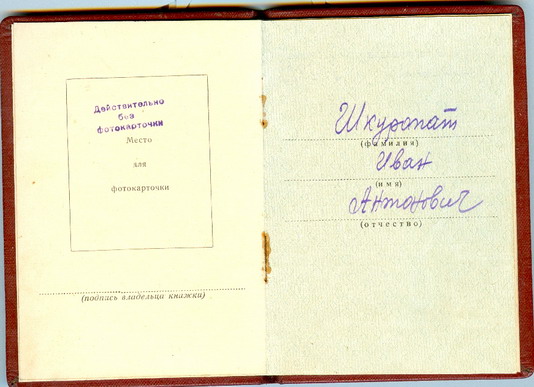 Действительно
без
фотокарточки
Место
для
фотокарточки
(подпись владельца книжки)
Шкуропат
(фамилия)
Иван
(имя)
Антонович
(отчество)